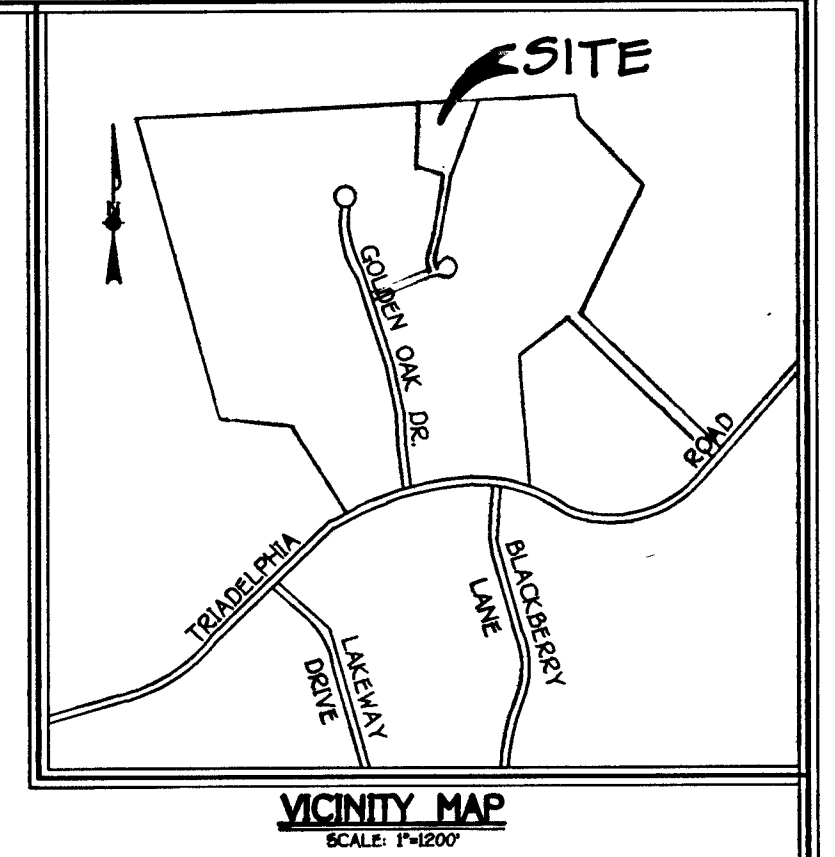 SITE
N
GOLDEN OAK DR.
ROAD
TRIADELPHIA
BLACKBERRY
LANE
LAKEWAY
DRIVE
VICINITY MAP
SCALE: 1"=1200'